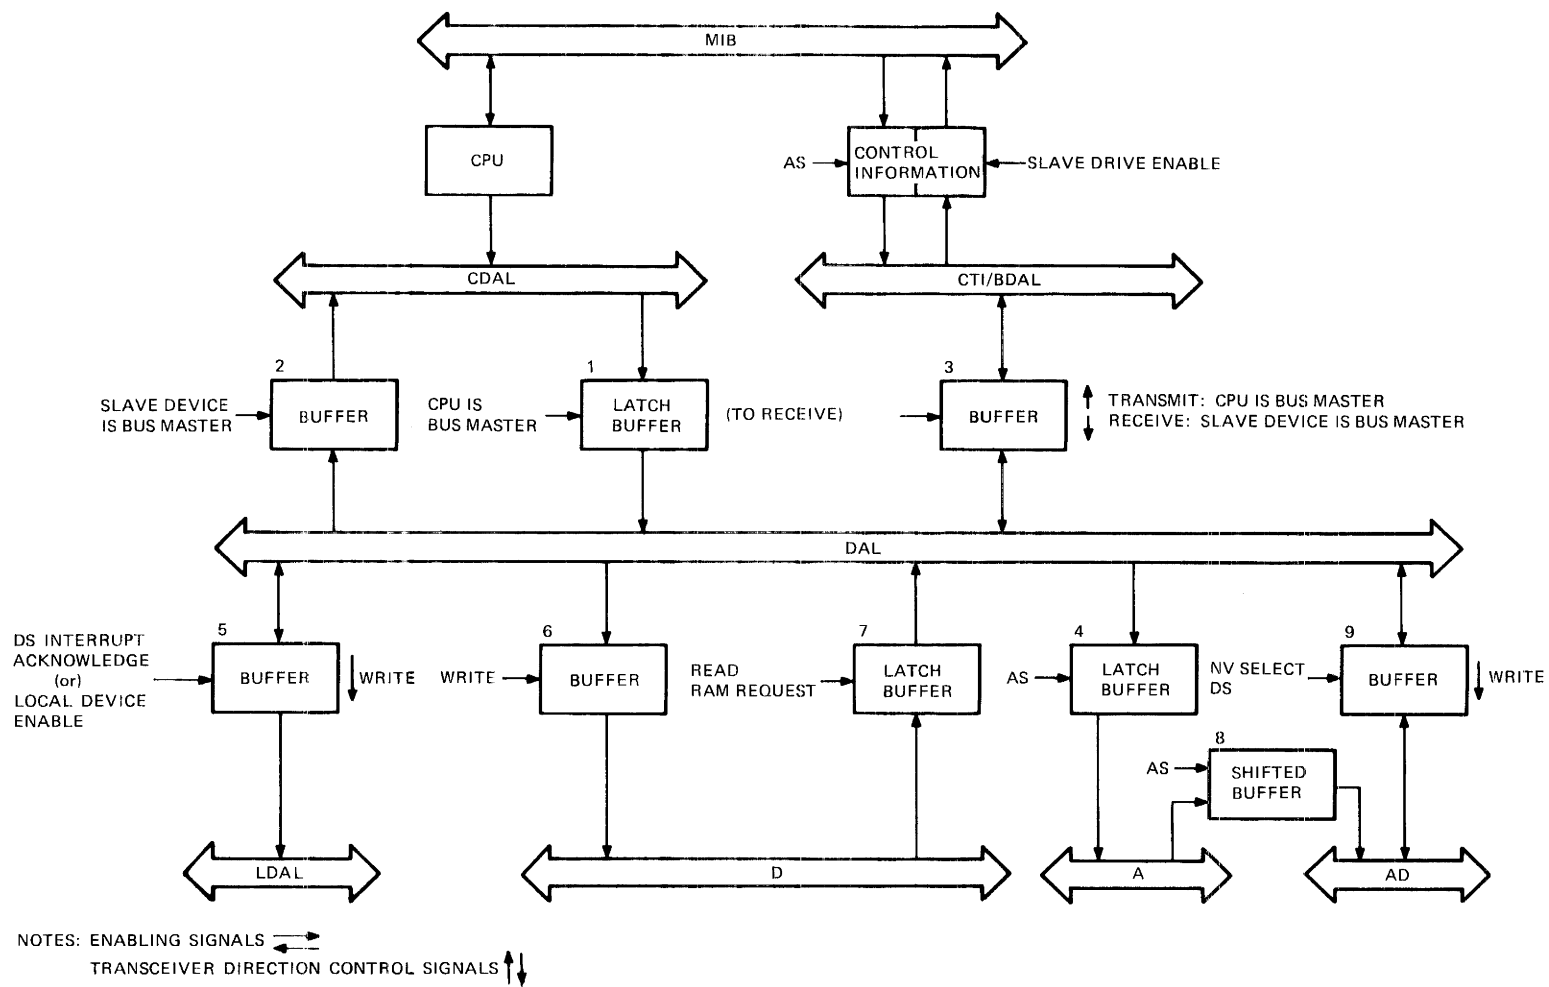 MIB
CPU
AS
CONTROL
INFORMATION
SLAVE DRIVE ENABLE
CDAL
CTI/BDAL
2
SLAVE DEVICE
IS BUS MASTER
BUFFER
1
CPU IS
BUS MASTER
LATCH
BUFFER
(TO RECEIVE)
3
BUFFER
TRANSMIT: CPU IS BUS MASTER
RECEIVE: SLAVE DEVICE IS BUS MASTER
DAL
DS INTERRUPT
ACKNOWLEDGE
(or)
LOCAL DEVICE
ENABLE
5
BUFFER
WRITE
6
WRITE
BUFFER
7
READ
RAM REQUEST
LATCH
BUFFER
4
AS
LATCH
BUFFER
9
NV SELECT
DS
BUFFER
WRITE
8
AS
SHIFTED
BUFFER
LDAL
D
A
AD
NOTES: ENABLING SIGNALS
TRANSCEIVER DIRECTION CONTROL SIGNALS